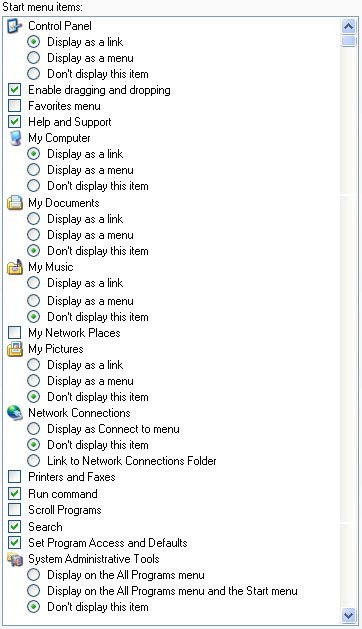 Start menu items:
Control Panel
Display as a link
Display as a menu
Don't display this item
Enable dragging and dropping
Favorites menu
Help and Support
My Computer
Display as a link
Display as a menu
Don't display this item
My Documents
Display as a link
Display as a menu
Don't display this item
My Music
Display as a link
Display as a menu
Don't display this item
My Network Places
My Pictures
Display as a link
Display as a menu
Don't display this item
Network Connections
Display as Connect to menu
Don't display this item
Link to Network Connections Folder
Printers and Faxes
Run command
Scroll Programs
Search
Set Program Access and Defaults
System Administrative Tools
Display on the All Programs menu
Display on the All Programs menu and the Start menu
Don't display this item